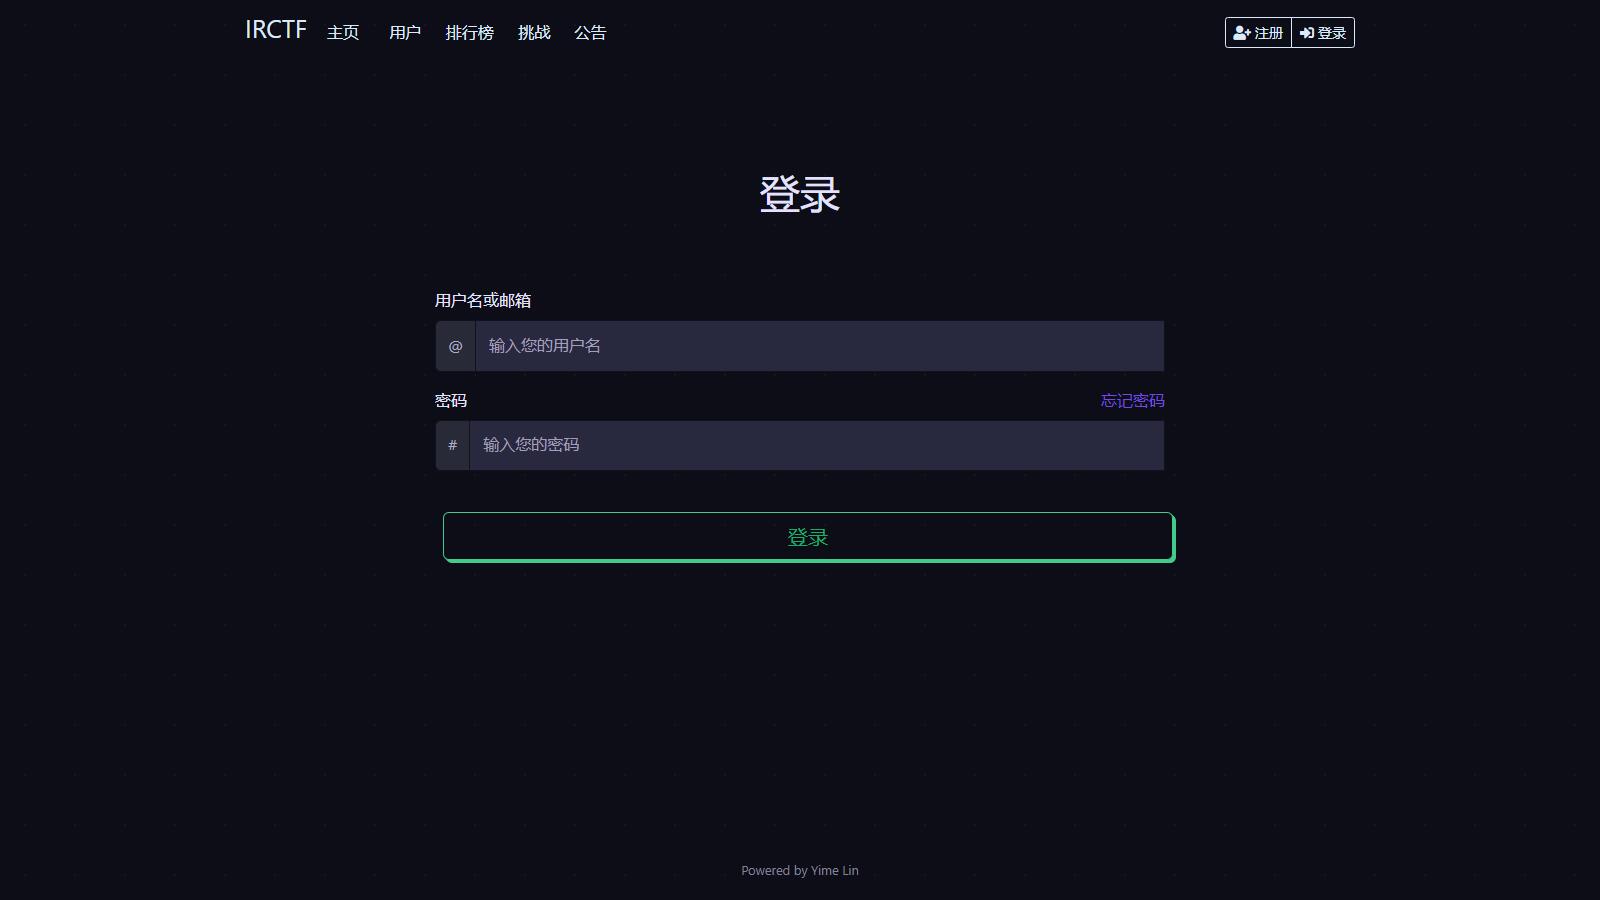 IRCTF 主页 用户 排行榜 挑战 公告 注册 登录
登录
用户名或邮箱
@ 输入您的用户名
密码 忘记密码
# 输入您的密码
登录
Powered by Yime Lin